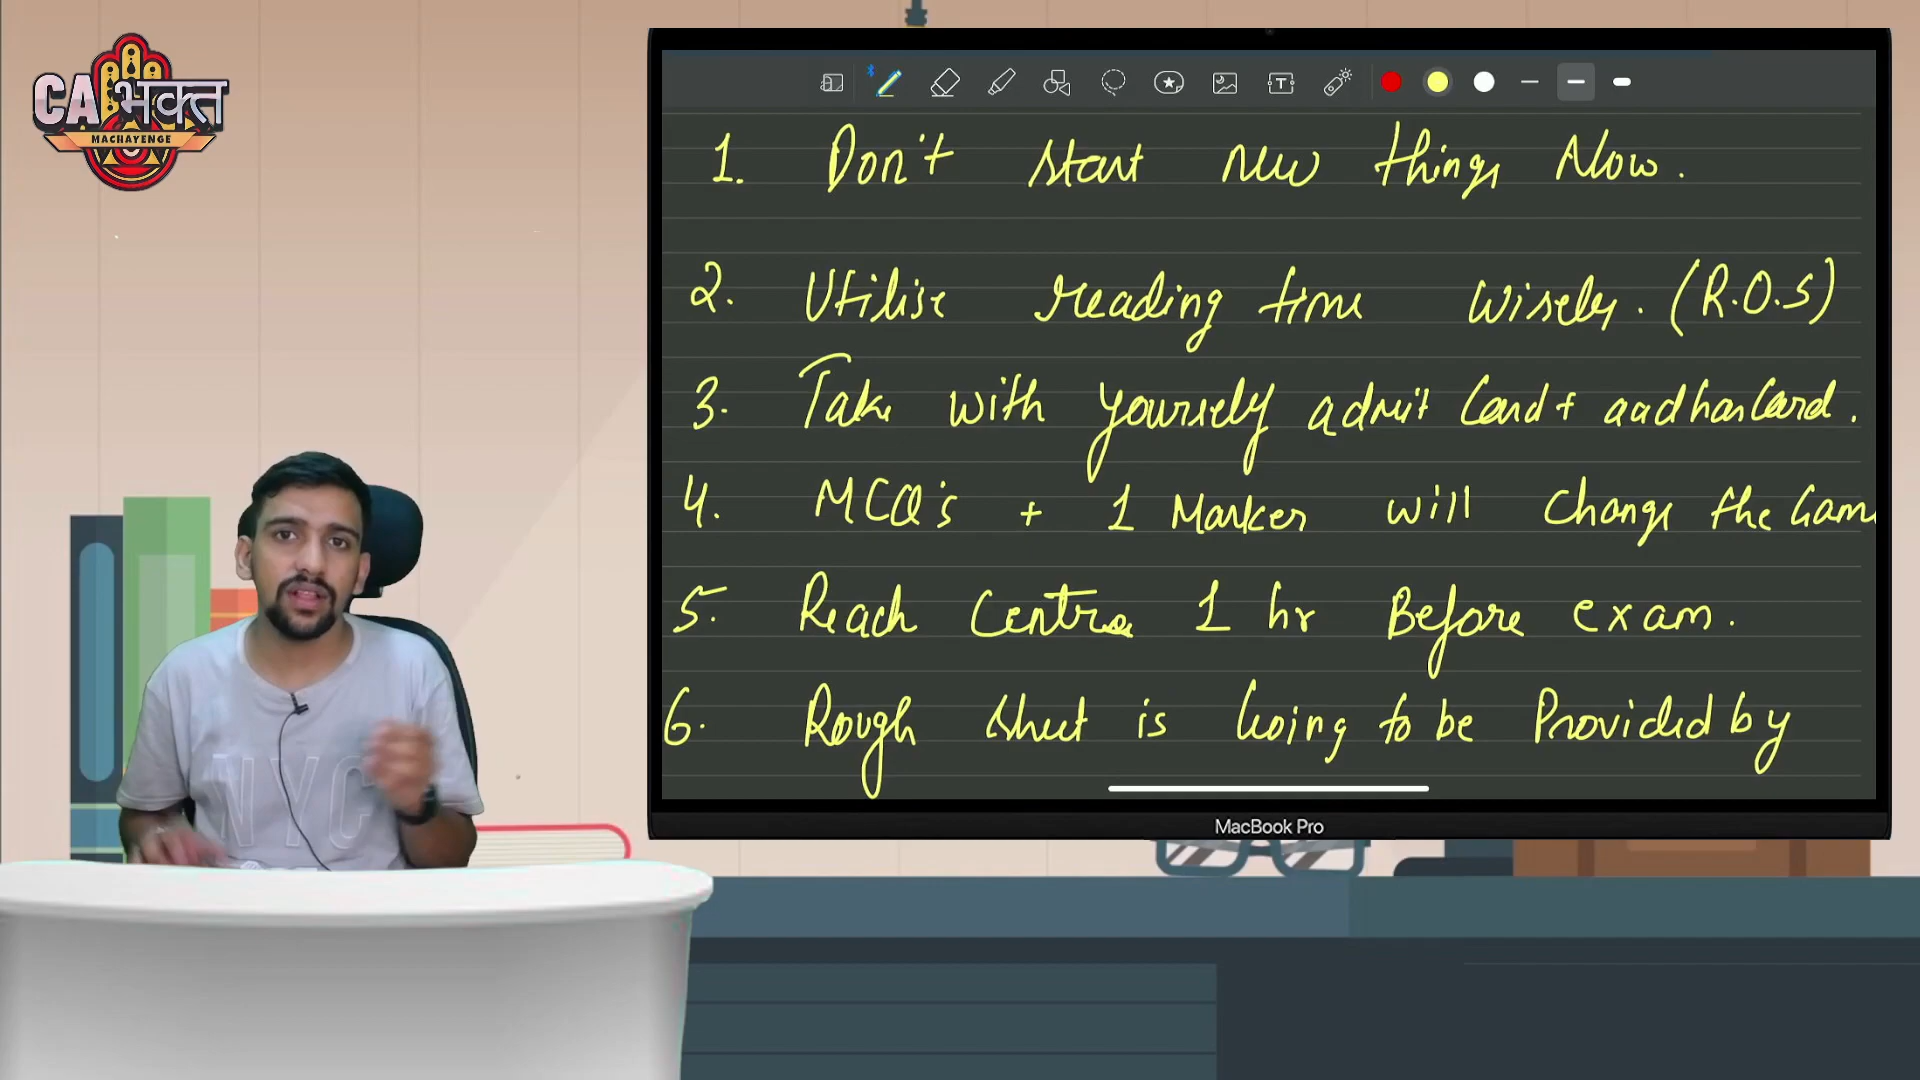 CA भक्त
MACHAYENGE
1. Don't start new things Now.
2. Utilise reading time wisely. (R.O.S)
3. Take with yourself admit Card + aadharCard.
4. MCQ's + 1 Marker will Change the Gam
5. Reach Centre 1 hr Before exam.
6. Rough sheet is Going to be Provided by
MacBook Pro
NYC